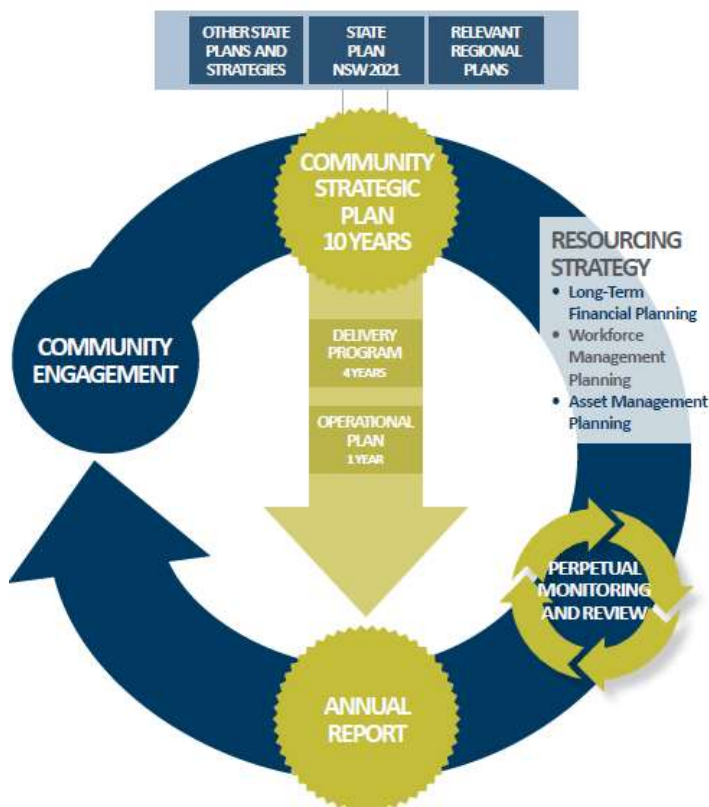 OTHER STATE
PLANS AND
STRATEGIES
STATE
PLAN
NSW 2021
RELEVANT
REGIONAL
PLANS
COMMUNITY
STRATEGIC
PLAN
10 YEARS
RESOURCING
STRATEGY
• Long-Term
Financial Planning
• Workforce
Management
Planning
• Asset Management
Planning
COMMUNITY
ENGAGEMENT
DELIVERY
PROGRAM
4 YEARS
OPERATIONAL
PLAN
1 YEAR
PERPETUAL
MONITORING
AND REVIEW
ANNUAL
REPORT